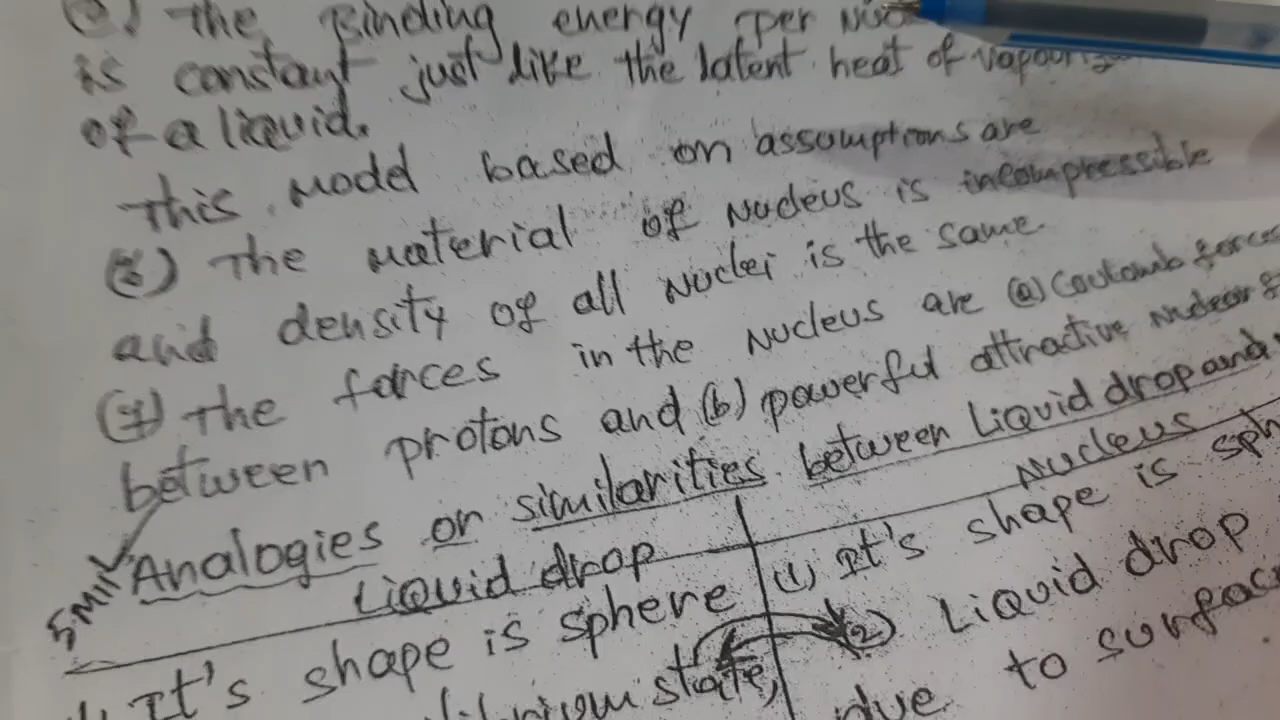 the Binding energy per
is constant just like the latent heat of
of a liquid.
This model based on assumptions are
The material of nucleus is incompressible
and density of all nuclei is the same.
The forces in the nucleus are (a) Coulomb forces
between protons and (b) powerful attractive nuclear
5M Analogies or similarities between Liquid drop and
Liquid drop
Nucleus
It's shape is sphere
(1) It's shape is
state,
(2) Liquid drop
due to